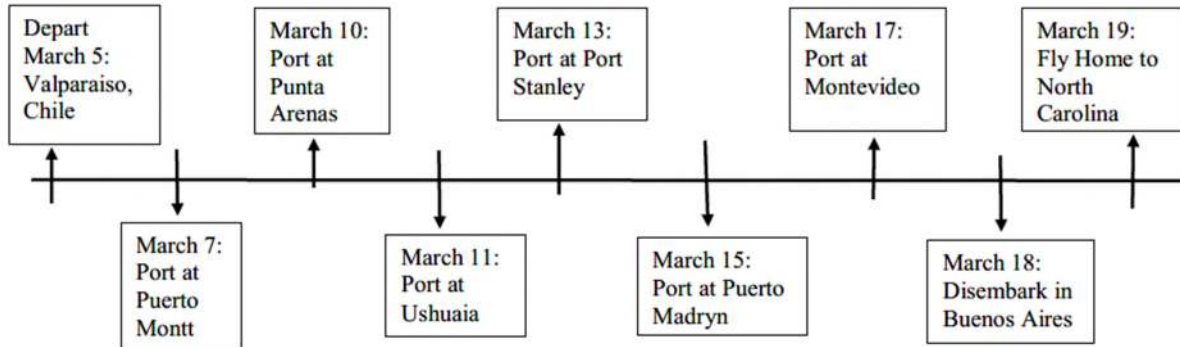 Depart
March 5:
Valparaiso,
Chile
March 7:
Port at
Puerto
Montt
March 10:
Port at
Punta
Arenas
March 11:
Port at
Ushuaia
March 13:
Port at Port
Stanley
March 15:
Port at Puerto
Madryn
March 17:
Port at
Montevideo
March 18:
Disembark in
Buenos Aires
March 19:
Fly Home to
North
Carolina